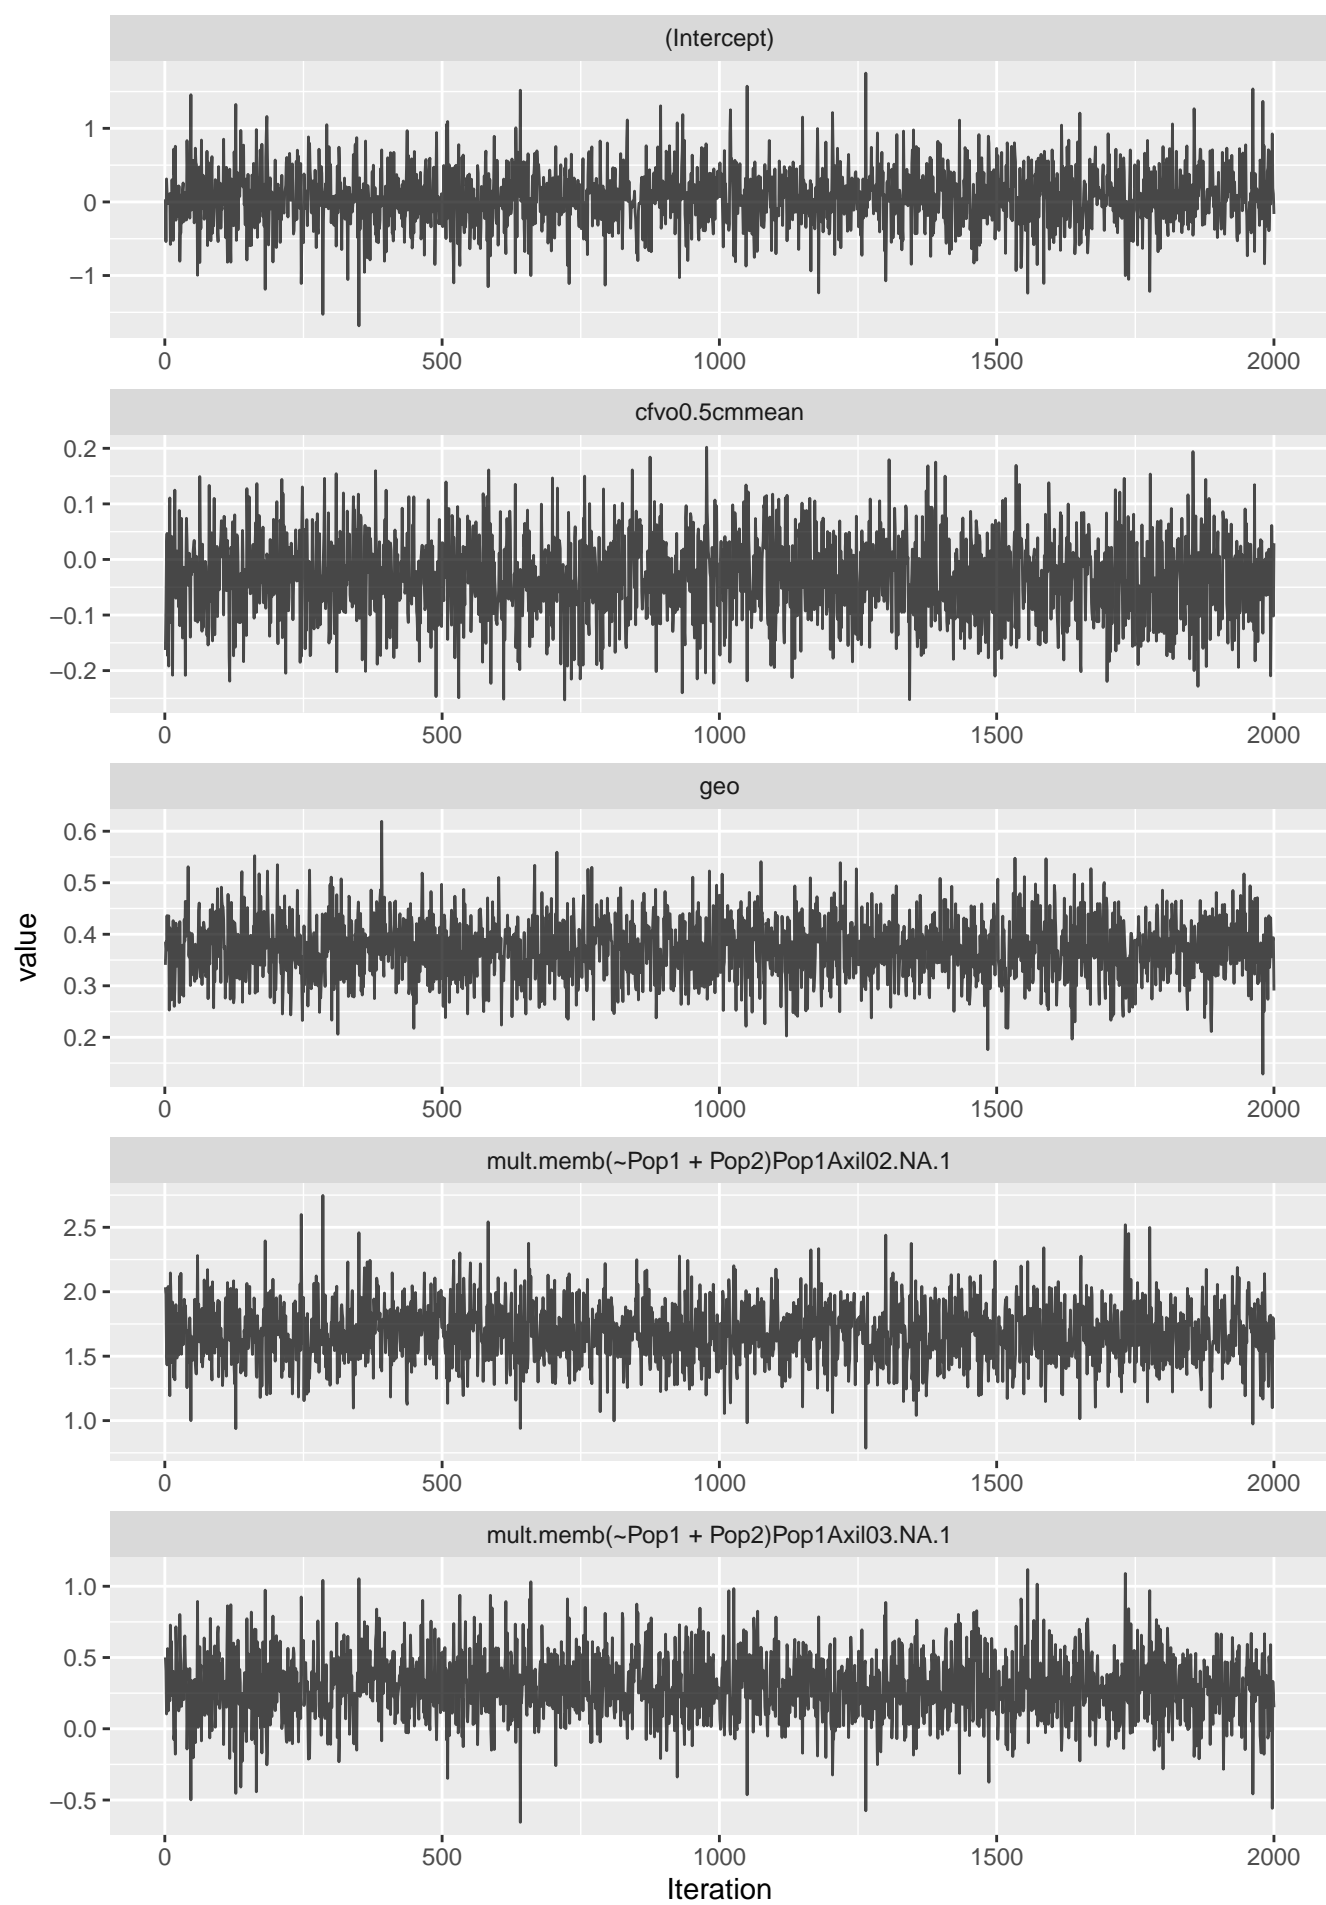 (Intercept)
1
0
−1
0 500 1000 1500 2000
cfvo0.5cmmean
0.2
0.1
0.0
−0.1
−0.2
0 500 1000 1500 2000
geo
0.6
0.5
0.4
0.3
0.2
value
0 500 1000 1500 2000
mult.memb(~Pop1 + Pop2)Pop1Axil02.NA.1
2.5
2.0
1.5
1.0
0 500 1000 1500 2000
mult.memb(~Pop1 + Pop2)Pop1Axil03.NA.1
1.0
0.5
0.0
−0.5
0 500 1000 1500 2000
Iteration